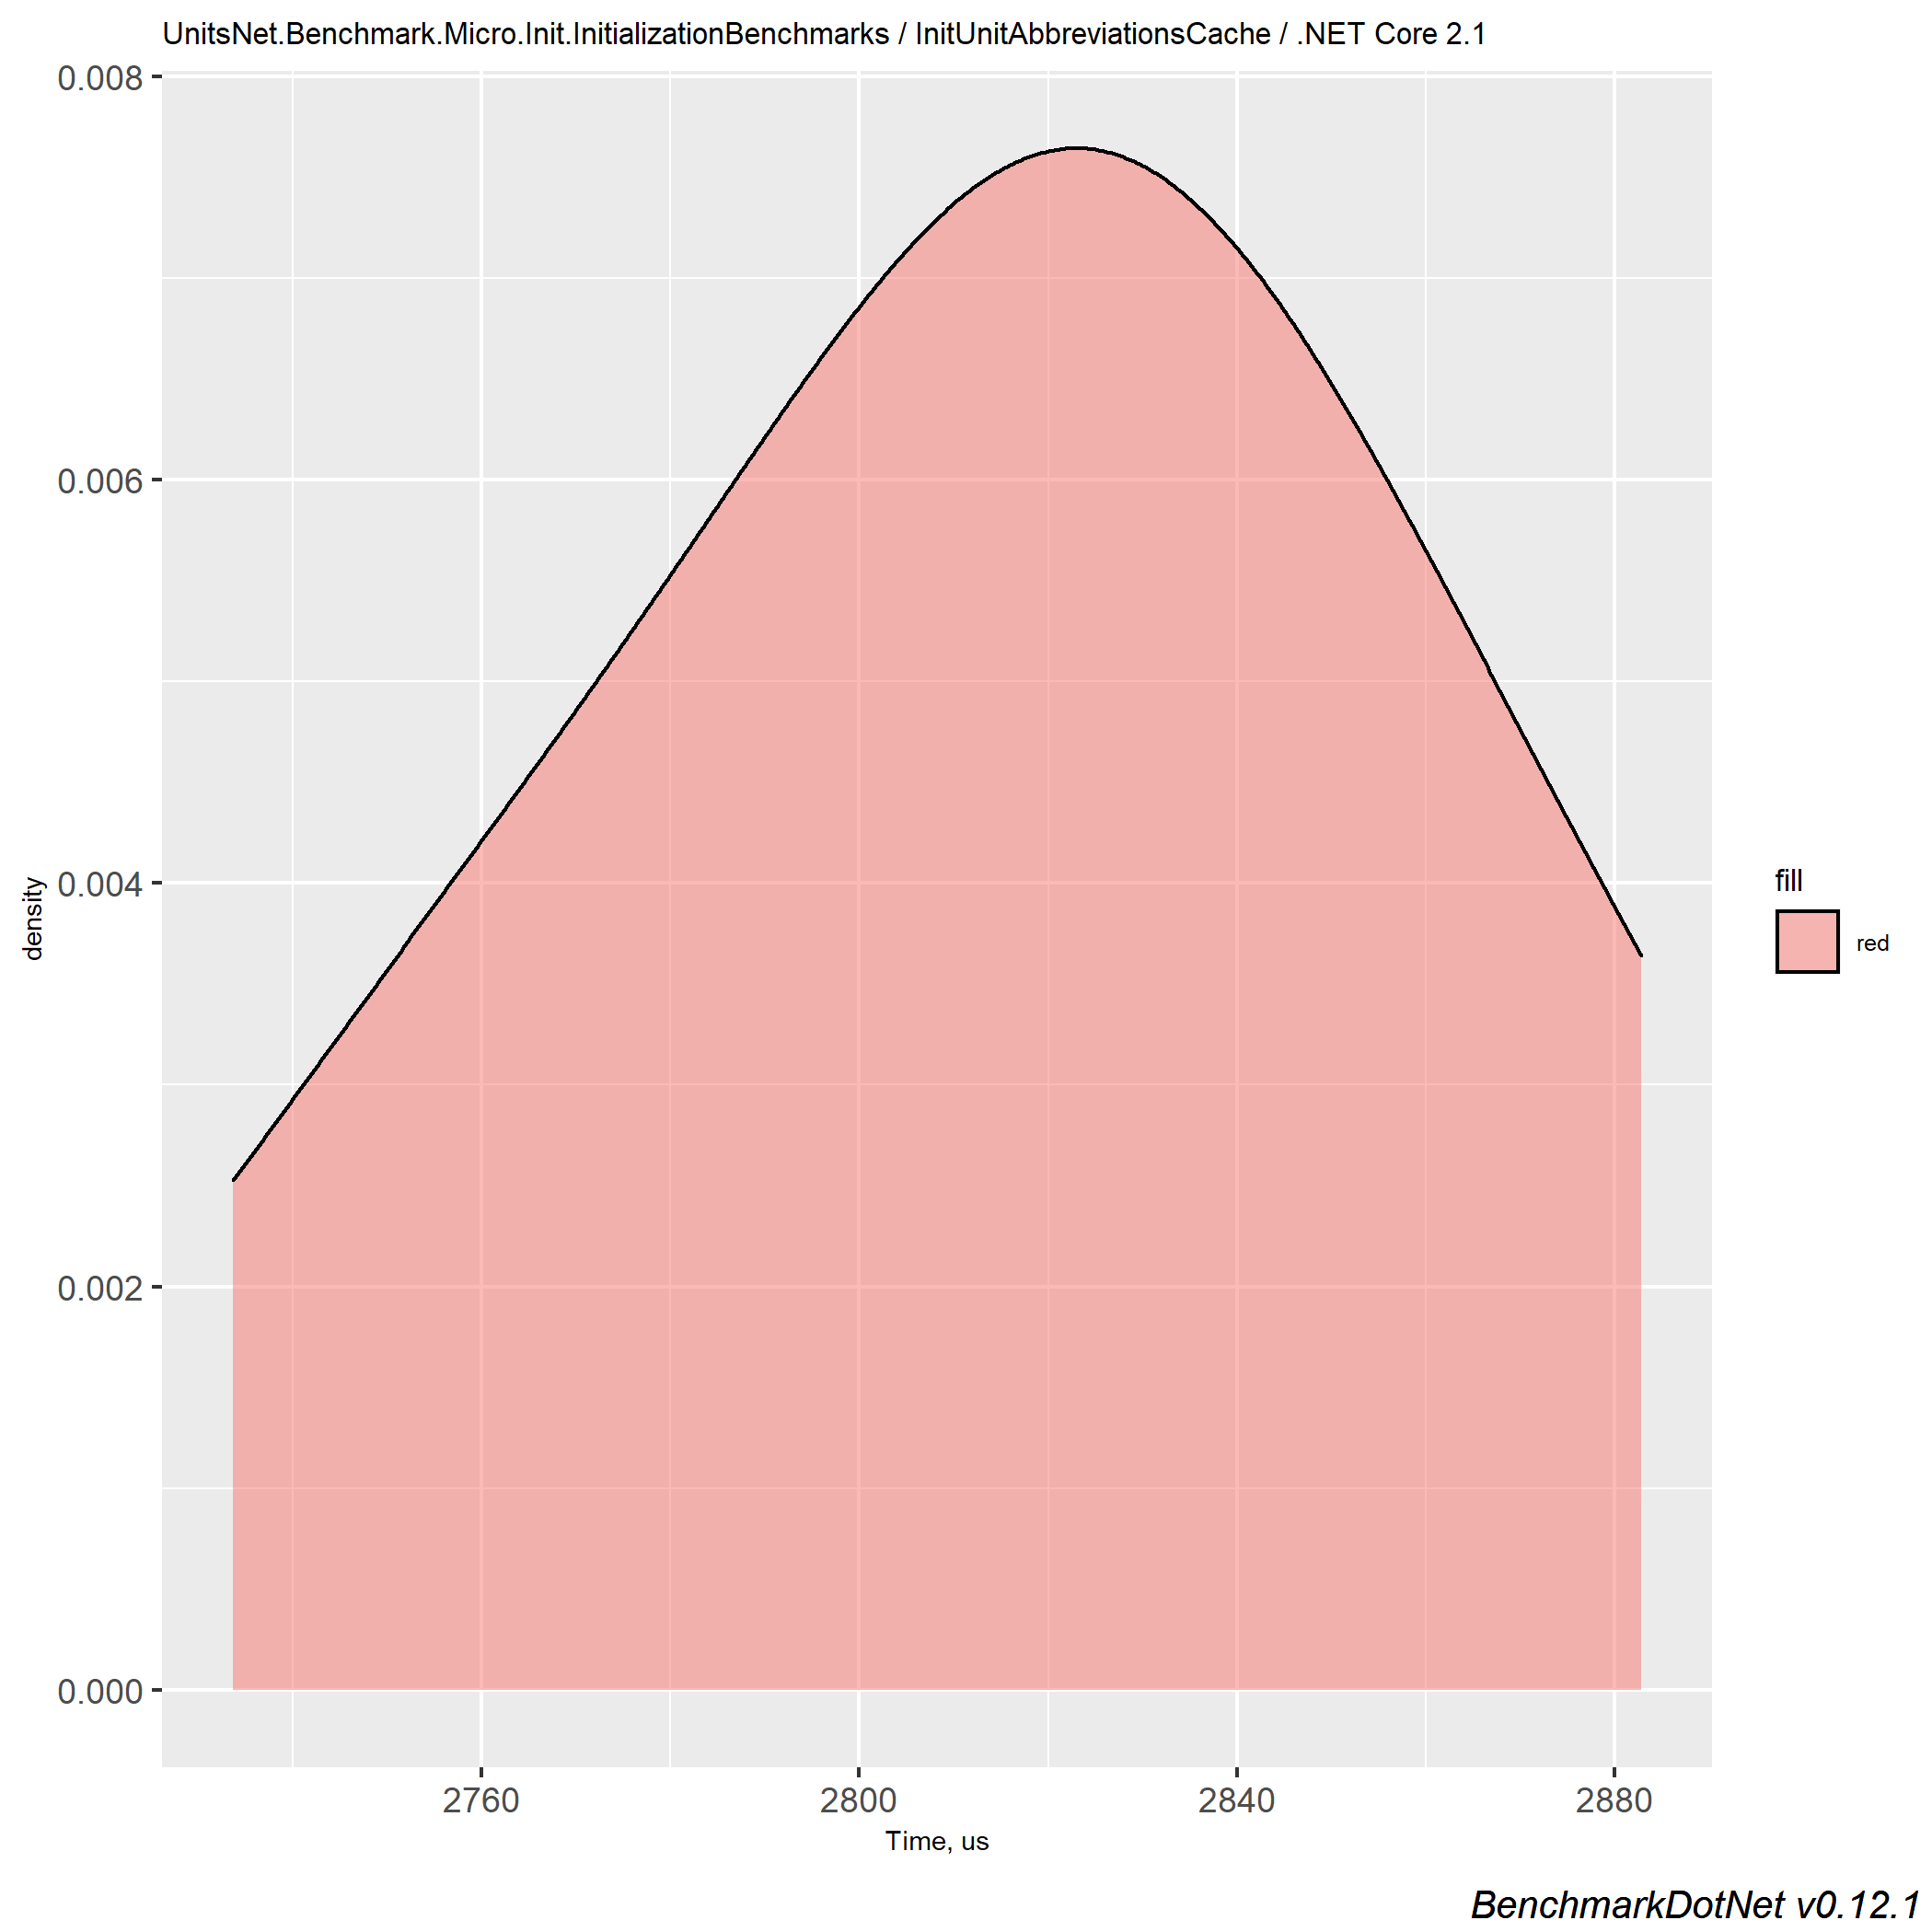 UnitsNet.Benchmark.Micro.Init.InitializationBenchmarks / InitUnitAbbreviationsCache / .NET Core 2.1
0.008
0.006
0.004
0.002
0.000
density
2760 2800 2840 2880
Time, us
fill
red
BenchmarkDotNet v0.12.1